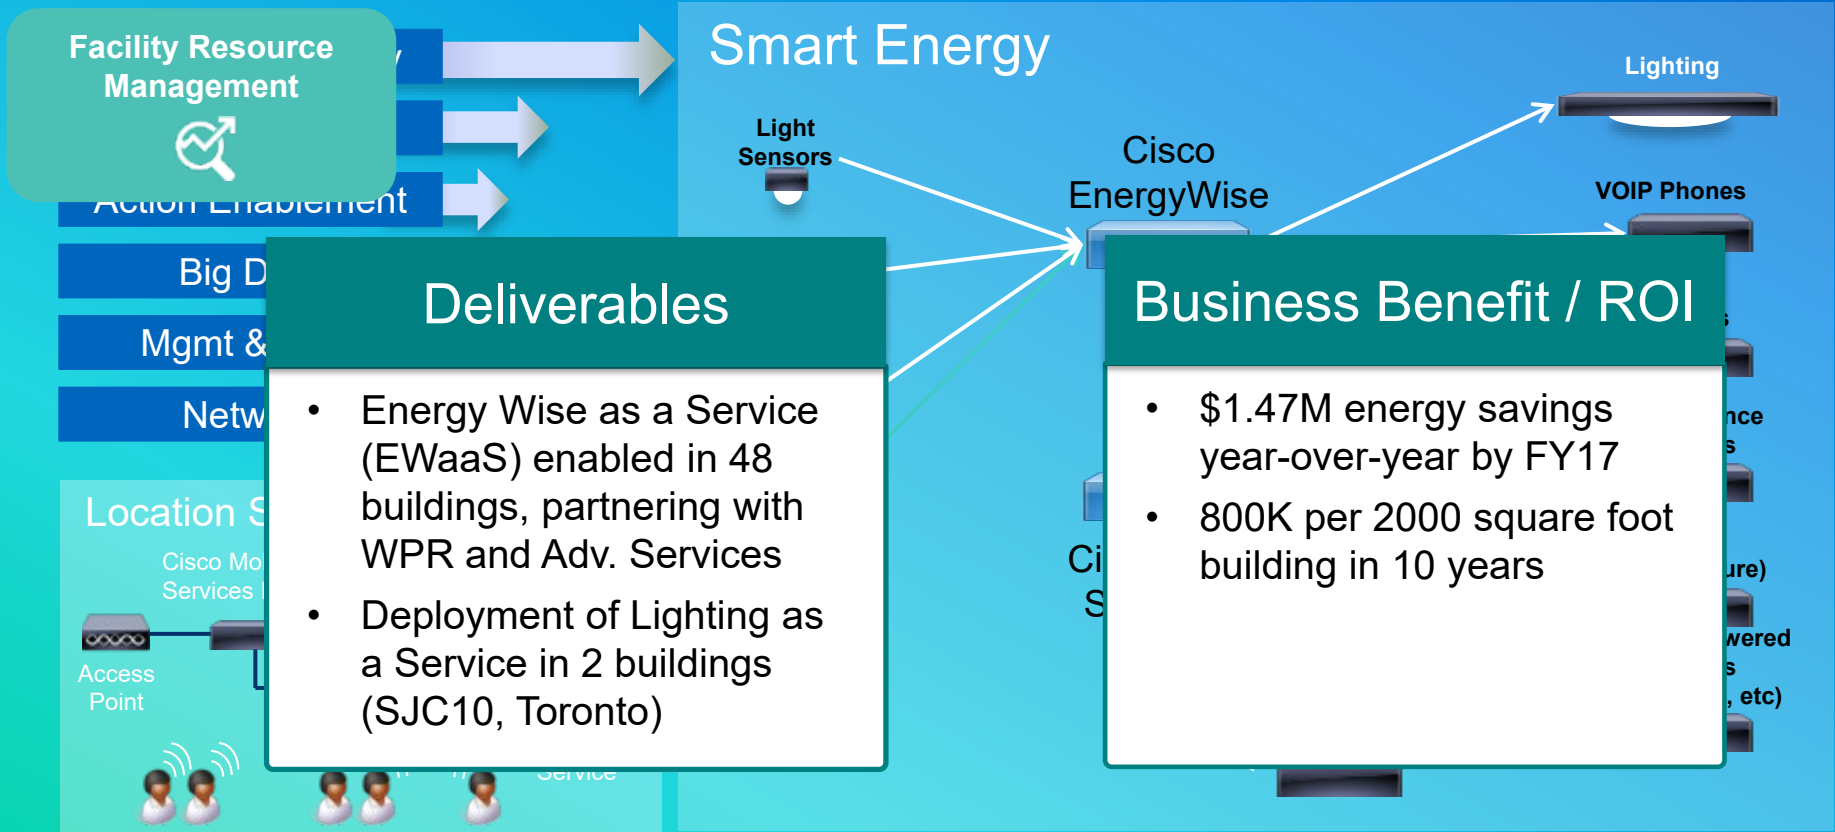 Facility Resource
Management
Action Enablement
Big D
Mgmt &
Netw
Smart Energy
Light
Sensors
Cisco
EnergyWise
Lighting
VOIP Phones
Deliverables
• Energy Wise as a Service
(EWaaS) enabled in 48
buildings, partnering with
WPR and Adv. Services
• Deployment of Lighting as
a Service in 2 buildings
(SJC10, Toronto)
Business Benefit / ROI
• $1.47M energy savings
year-over-year by FY17
• 800K per 2000 square foot
building in 10 years
Location S
Cisco Mo
Services
Access
Point
Service
Ci
S
nce
s
ure)
wered
s
, etc)